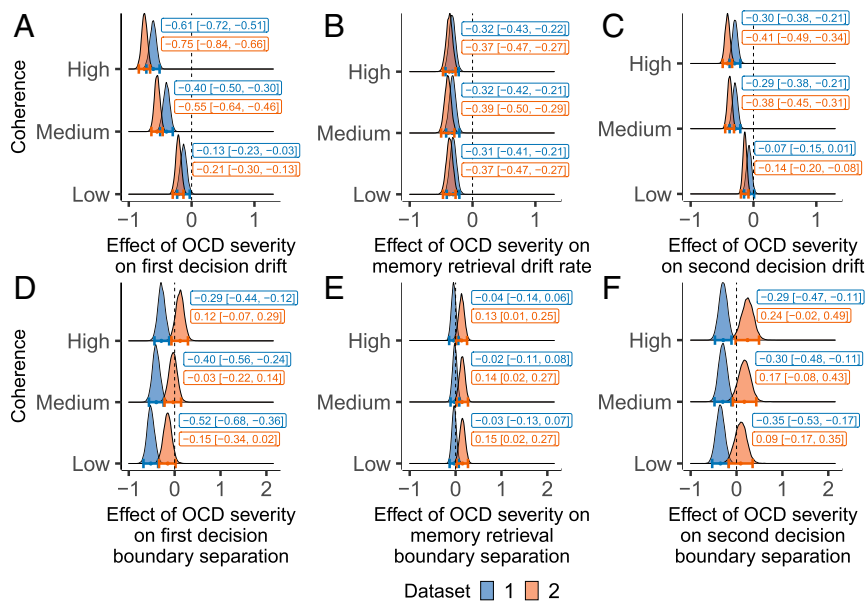 A
Coherence
High
−0.61 [−0.72, −0.51]
−0.75 [−0.84, −0.66]
Medium
−0.40 [−0.50, −0.30]
−0.55 [−0.64, −0.46]
Low
−0.13 [−0.23, −0.03]
−0.21 [−0.30, −0.13]
−1 0 1
Effect of OCD severity
on first decision drift
B
High
−0.32 [−0.43, −0.22]
−0.37 [−0.47, −0.27]
Medium
−0.32 [−0.42, −0.21]
−0.39 [−0.50, −0.29]
Low
−0.31 [−0.41, −0.21]
−0.37 [−0.47, −0.27]
−1 0 1
Effect of OCD severity on
memory retrieval drift rate
C
High
−0.30 [−0.38, −0.21]
−0.41 [−0.49, −0.34]
Medium
−0.29 [−0.38, −0.21]
−0.38 [−0.45, −0.31]
Low
−0.07 [−0.15, 0.01]
−0.14 [−0.20, −0.08]
−1 0 1
Effect of OCD severity
on second decision drift
D
Coherence
High
−0.29 [−0.44, −0.12]
0.12 [−0.07, 0.29]
Medium
−0.40 [−0.56, −0.24]
−0.03 [−0.22, 0.14]
Low
−0.52 [−0.68, −0.36]
−0.15 [−0.34, 0.02]
−1 0 1 2
Effect of OCD severity
on first decision
boundary separation
E
High
−0.04 [−0.14, 0.06]
0.13 [0.01, 0.25]
Medium
−0.02 [−0.11, 0.08]
0.14 [0.02, 0.27]
Low
−0.03 [−0.13, 0.07]
0.15 [0.02, 0.27]
−1 0 1 2
Effect of OCD severity on
memory retrieval
boundary separation
F
High
−0.29 [−0.47, −0.11]
0.24 [−0.02, 0.49]
Medium
−0.30 [−0.48, −0.11]
0.17 [−0.08, 0.43]
Low
−0.35 [−0.53, −0.17]
0.09 [−0.17, 0.35]
−1 0 1 2
Effect of OCD severity
on second decision
boundary separation
Dataset 1 2